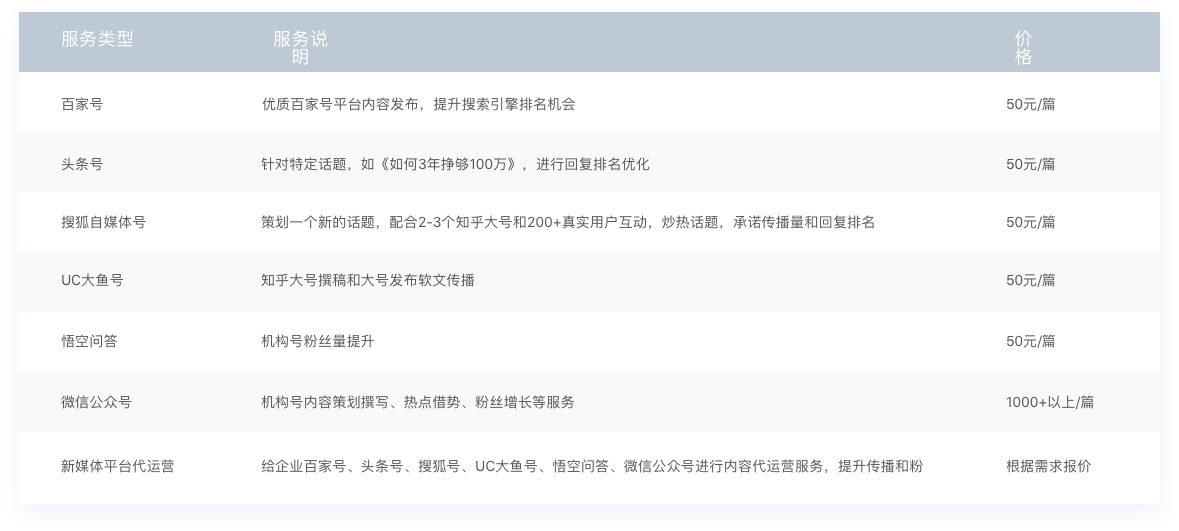 服务类型 服务说明 价格
百家号 优质百家号平台内容发布，提升搜索引擎排名机会 50元/篇
头条号 针对特定话题，如《如何3年挣够100万》，进行回复排名优化 50元/篇
搜狐自媒体号 策划一个新的话题，配合2-3个知乎大号和200+真实用户互动，炒热话题，承诺传播量和回复排名 50元/篇
UC大鱼号 知乎大号撰稿和大号发布软文传播 50元/篇
悟空问答 机构号粉丝量提升 50元/篇
微信公众号 机构号内容策划撰写、热点借势、粉丝增长等服务 1000+以上/篇
新媒体平台代运营 给企业百家号、头条号、搜狐号、UC大鱼号、悟空问答、微信公众号进行内容代运营服务，提升传播和粉 根据需求报价